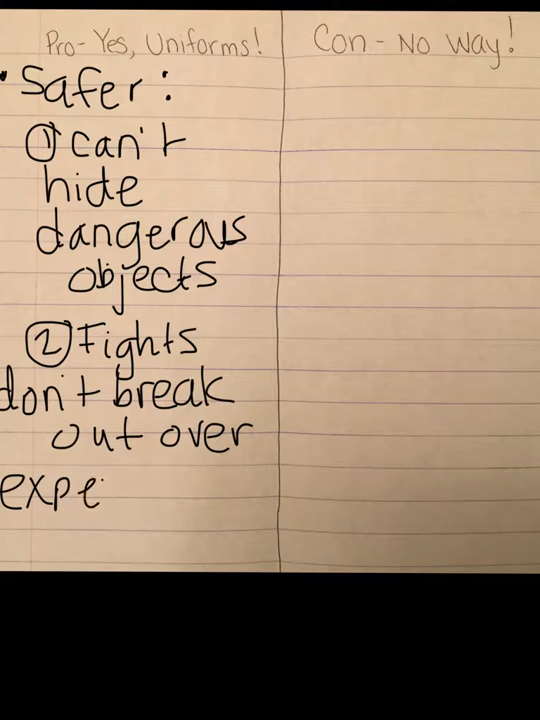 Pro- Yes, Uniforms!
Con - No Way!
• Safer:
① can't
hide
dangerous
objects
② Fights
don't break
out over
expe